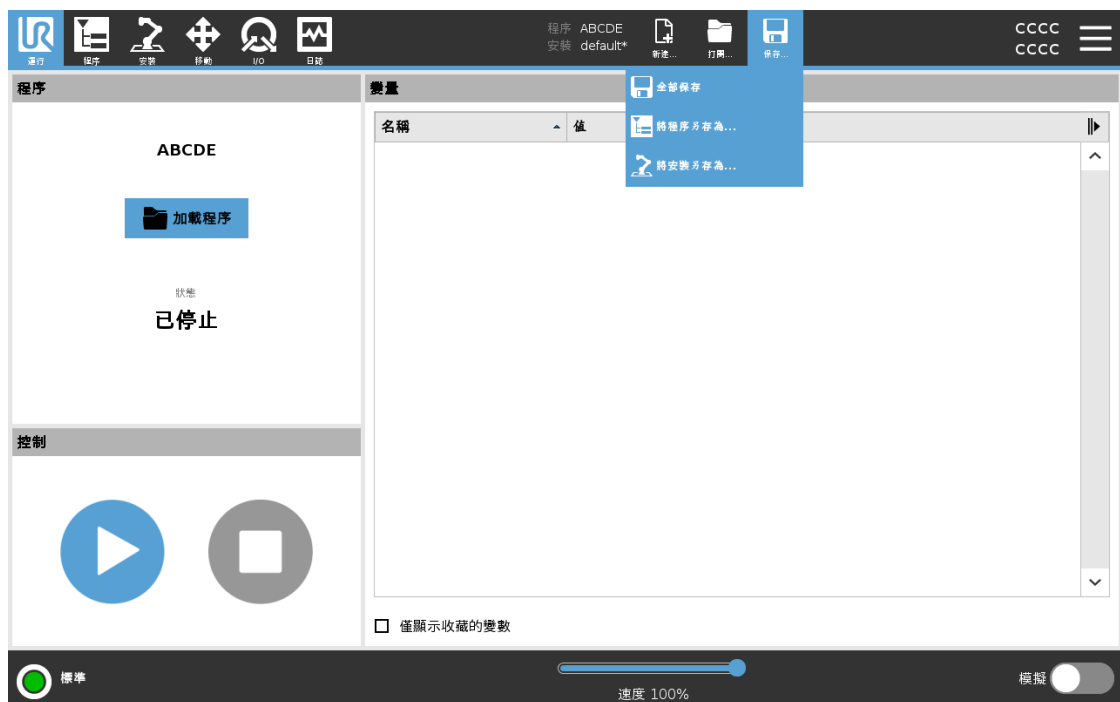 運行
程序
安裝
移動
I/O
日誌
程序 ABCDE
安裝 default*
新建...
打開...
保存...
CCCC
CCCC
全部保存
將程序另存為...
將安裝另存為...
程序
ABCDE
加載程序
狀態
已停止
控制
變量
名稱
值
僅顯示收藏的變數
標準
速度 100%
模擬